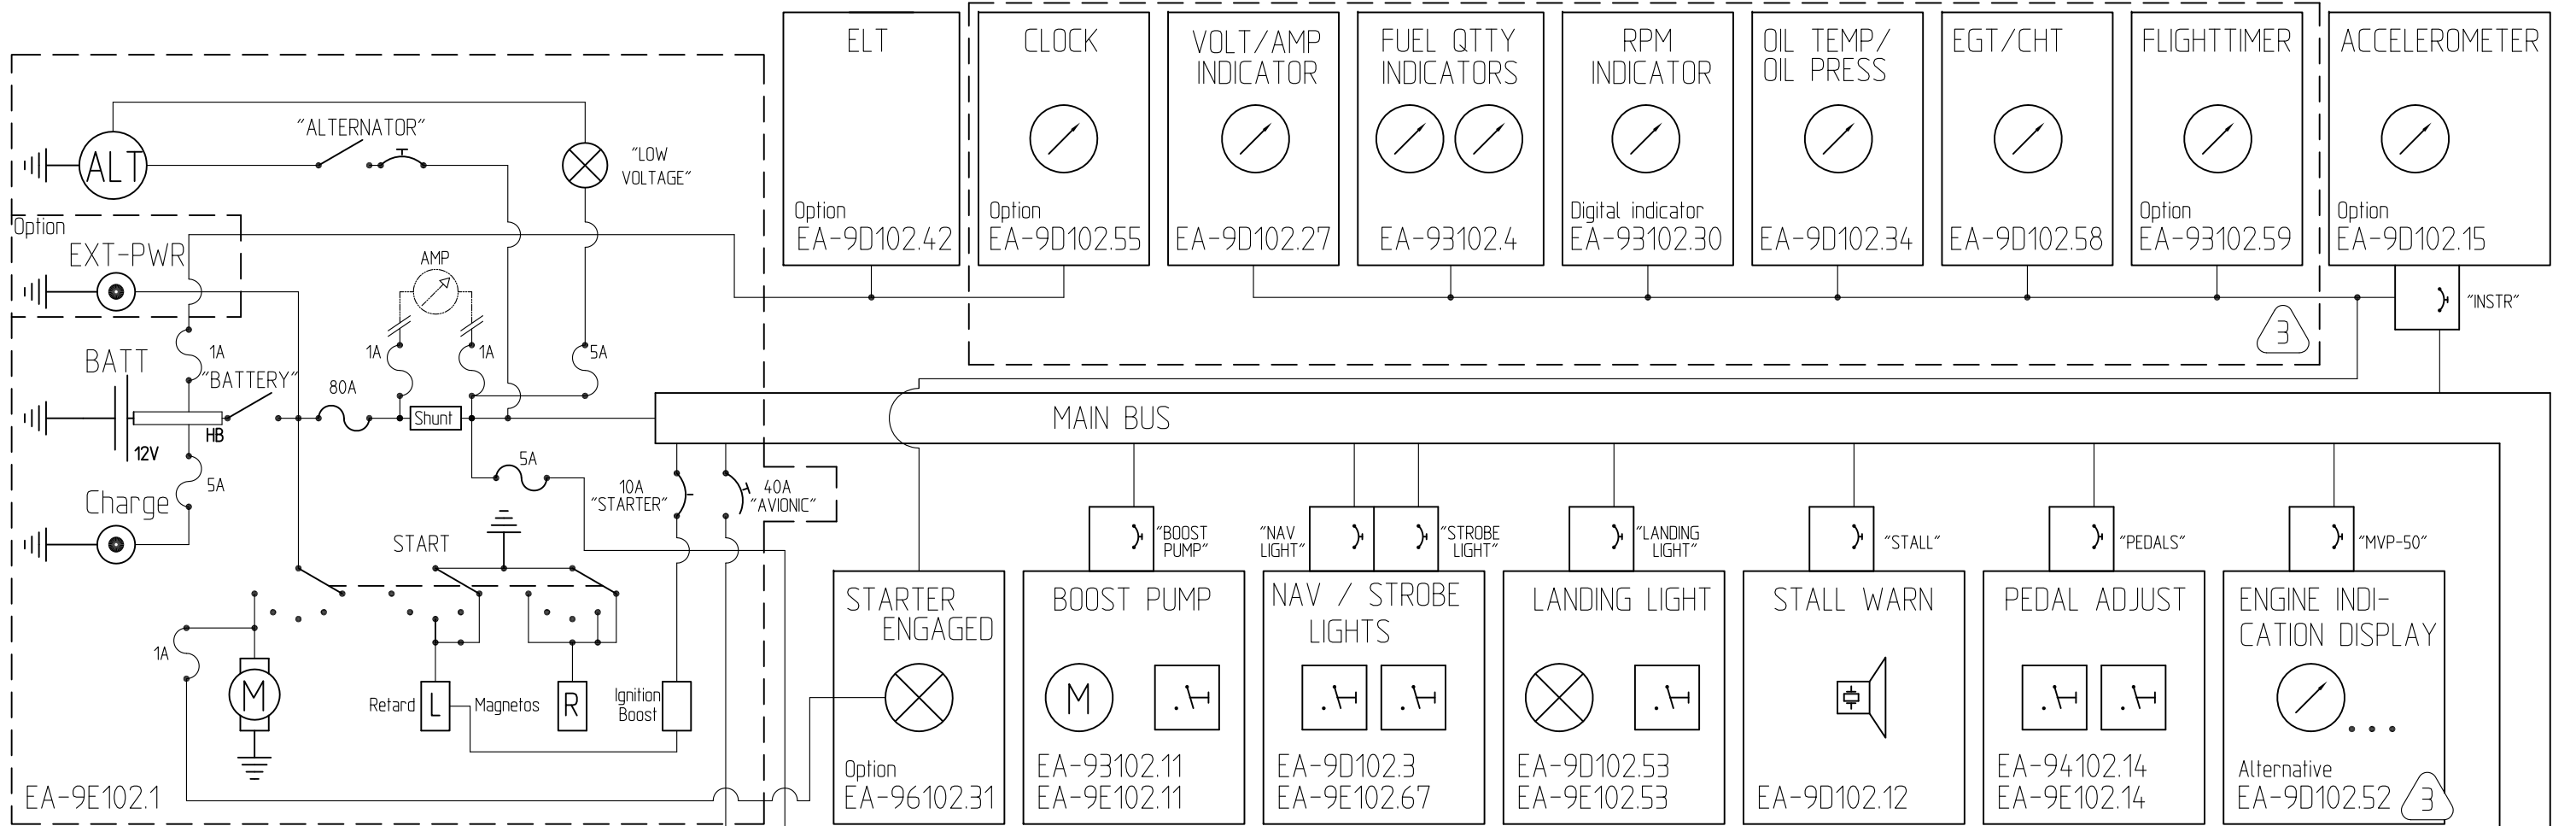 ELT
Option
EA-9D102.42
CLOCK
Option
EA-9D102.55
VOLT/AMP
INDICATOR
EA-9D102.27
FUEL QTTY
INDICATORS
EA-93102.4
RPM
INDICATOR
Digital indicator
EA-93102.30
OIL TEMP/
OIL PRESS
EA-9D102.34
EGT/CHT
EA-9D102.58
FLIGHTTIMER
Option
EA-93102.59
ACCELEROMETER
Option
EA-9D102.15
"INSTR"
3
"ALTERNATOR"
ALT
"LOW
VOLTAGE"
Option
EXT-PWR
AMP
1A
1A
1A
5A
BATT
"BATTERY"
80A
Shunt
HB
12V
MAIN BUS
5A
5A
Charge
10A
"STARTER"
40A
"AVIONIC"
START
1A
M
Retard
L
Magnetos
R
Ignition
Boost
EA-9E102.1
STARTER
ENGAGED
Option
EA-96102.31
"BOOST
PUMP"
BOOST PUMP
M
EA-93102.11
EA-9E102.11
"NAV
LIGHT"
"STROBE
LIGHT"
NAV / STROBE
LIGHTS
EA-9D102.3
EA-9E102.67
"LANDING
LIGHT"
LANDING LIGHT
EA-9D102.53
EA-9E102.53
"STALL"
STALL WARN
EA-9D102.12
"PEDALS"
PEDAL ADJUST
EA-94102.14
EA-9E102.14
"MVP-50"
ENGINE INDI-
CATION DISPLAY
Alternative
EA-9D102.52
3